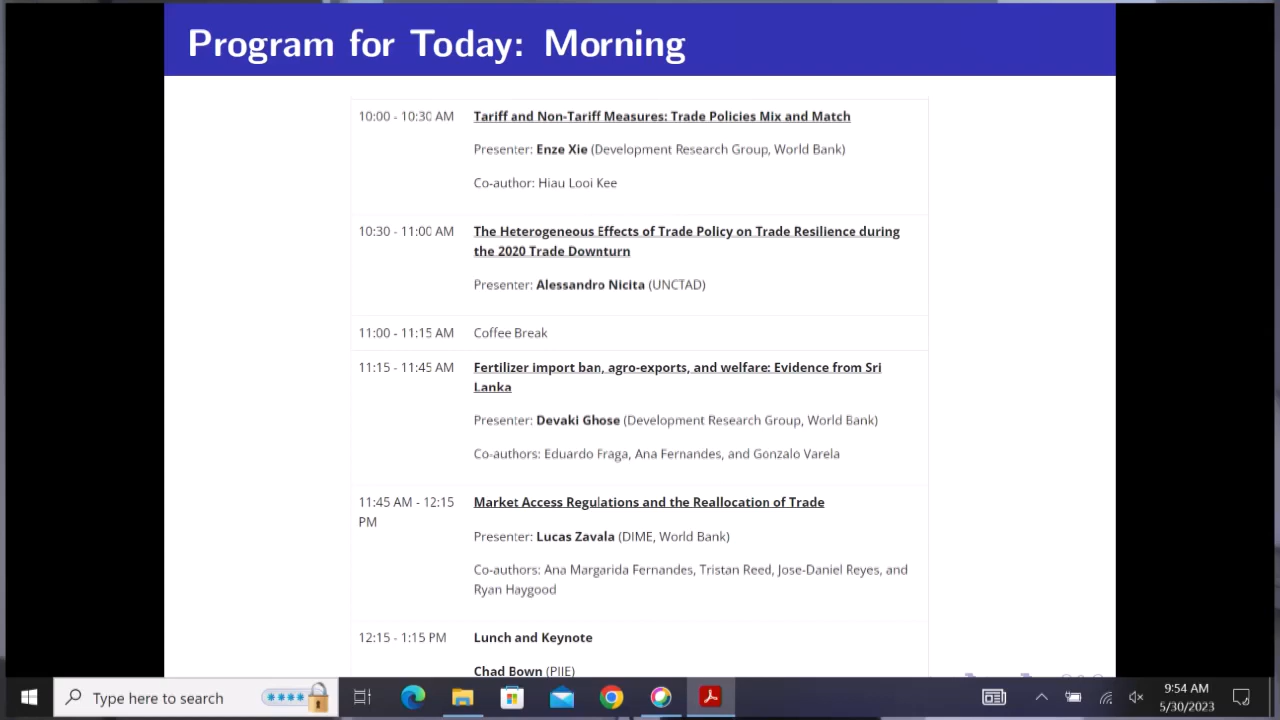 Program for Today: Morning
10:00 - 10:30 AM Tariff and Non-Tariff Measures: Trade Policies Mix and Match
Presenter: Enze Xie (Development Research Group, World Bank)
Co-author: Hiau Looi Kee
10:30 - 11:00 AM The Heterogeneous Effects of Trade Policy on Trade Resilience during
the 2020 Trade Downturn
Presenter: Alessandro Nicita (UNCTAD)
11:00 - 11:15 AM Coffee Break
11:15 - 11:45 AM Fertilizer import ban, agro-exports, and welfare: Evidence from Sri
Lanka
Presenter: Devaki Ghose (Development Research Group, World Bank)
Co-authors: Eduardo Fraga, Ana Fernandes, and Gonzalo Varela
11:45 AM - 12:15 Market Access Regulations and the Reallocation of Trade
PM
Presenter: Lucas Zavala (DIME, World Bank)
Co-authors: Ana Margarida Fernandes, Tristan Reed, Jose-Daniel Reyes, and
Ryan Haygood
12:15 - 1:15 PM Lunch and Keynote
Chad Bown (PIIE)
Type here to search
9:54 AM
5/30/2023